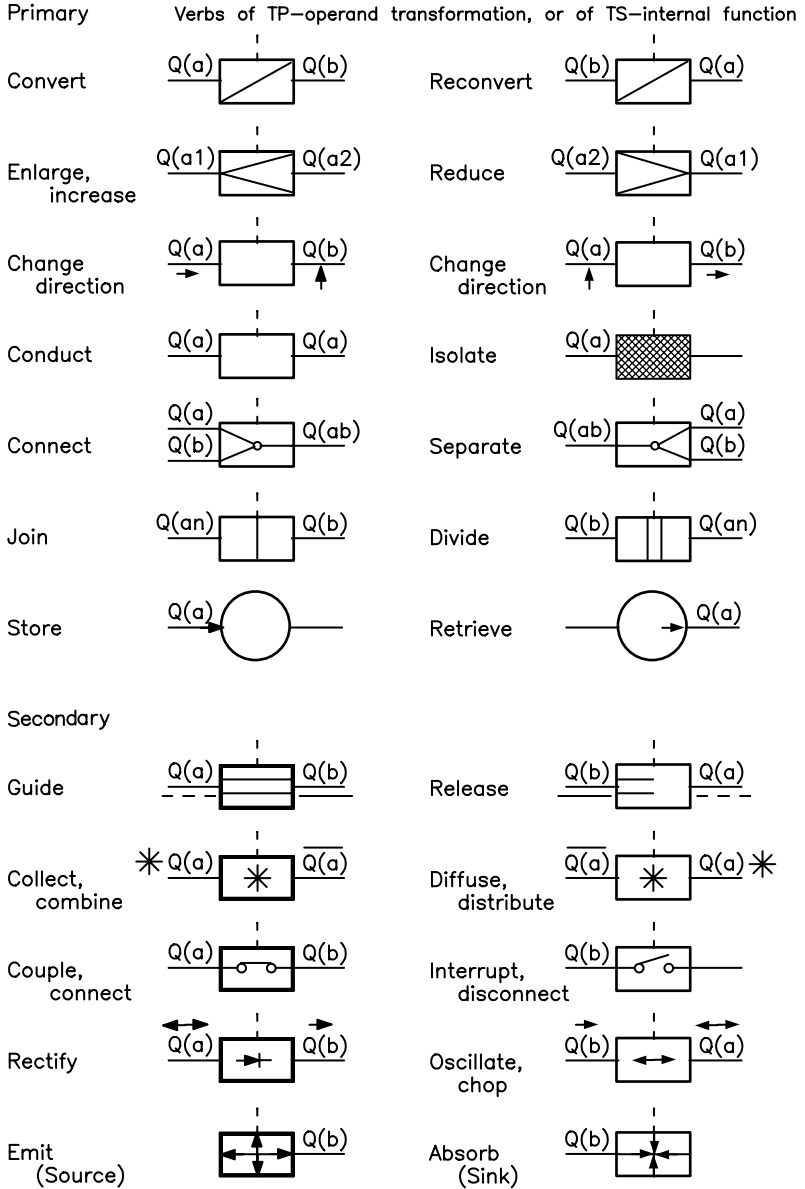 Primary Verbs of TP-operand transformation, or of TS-internal function
Convert Q(a) Q(b) Reconvert Q(b) Q(a)
Enlarge, increase Q(a1) Q(a2) Reduce Q(a2) Q(a1)
Change direction Q(a) Q(b) Change direction Q(a) Q(b)
Conduct Q(a) Q(a) Isolate Q(a)
Connect Q(a) Q(b) Q(ab) Separate Q(ab) Q(a) Q(b)
Join Q(an) Q(b) Divide Q(b) Q(an)
Store Q(a) Retrieve Q(a)
Secondary
Guide Q(a) Q(b) Release Q(b) Q(a)
Collect, combine Q(a) Q(a) Diffuse, distribute Q(a) Q(a)
Couple, connect Q(a) Q(b) Interrupt, disconnect Q(b)
Rectify Q(a) Q(b) Oscillate, chop Q(b) Q(a)
Emit (Source) Q(b) Absorb (Sink) Q(b)